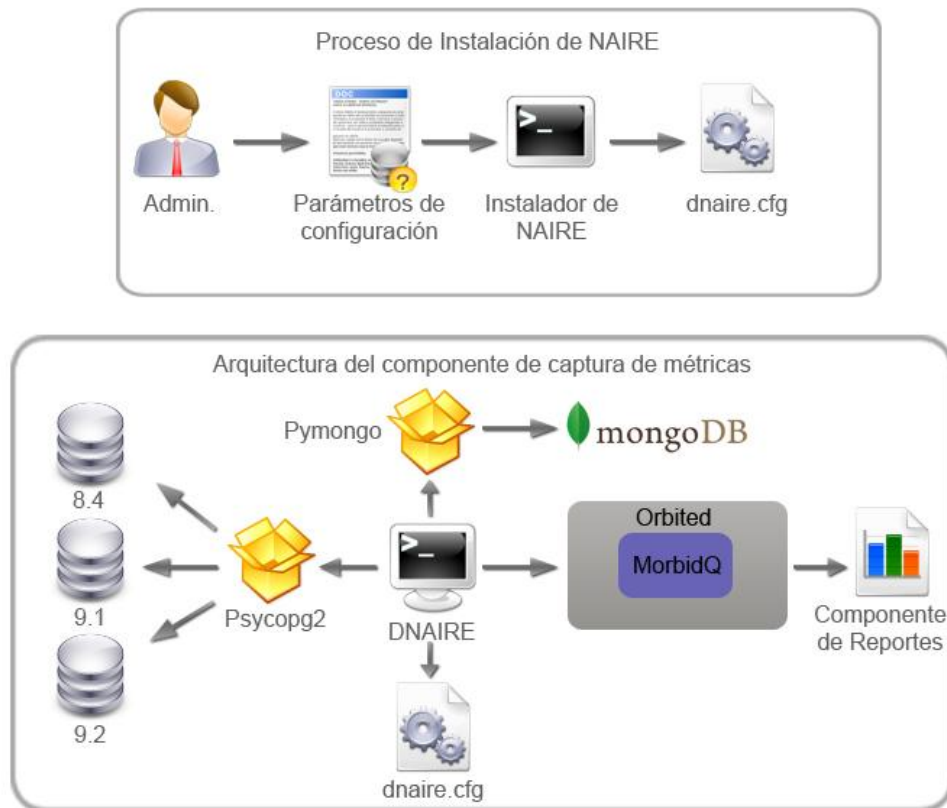 Proceso de Instalación de NAIRE
DOC
>_
?
Admin.
Parámetros de
configuración
Instalador de
NAIRE
dnaire.cfg
Arquitectura del componente de captura de métricas
8.4
9.1
9.2
Psycopg2
Pymongo
mongoDB
>_
DNAIRE
dnaire.cfg
Orbited
MorbidQ
Componente
de Reportes